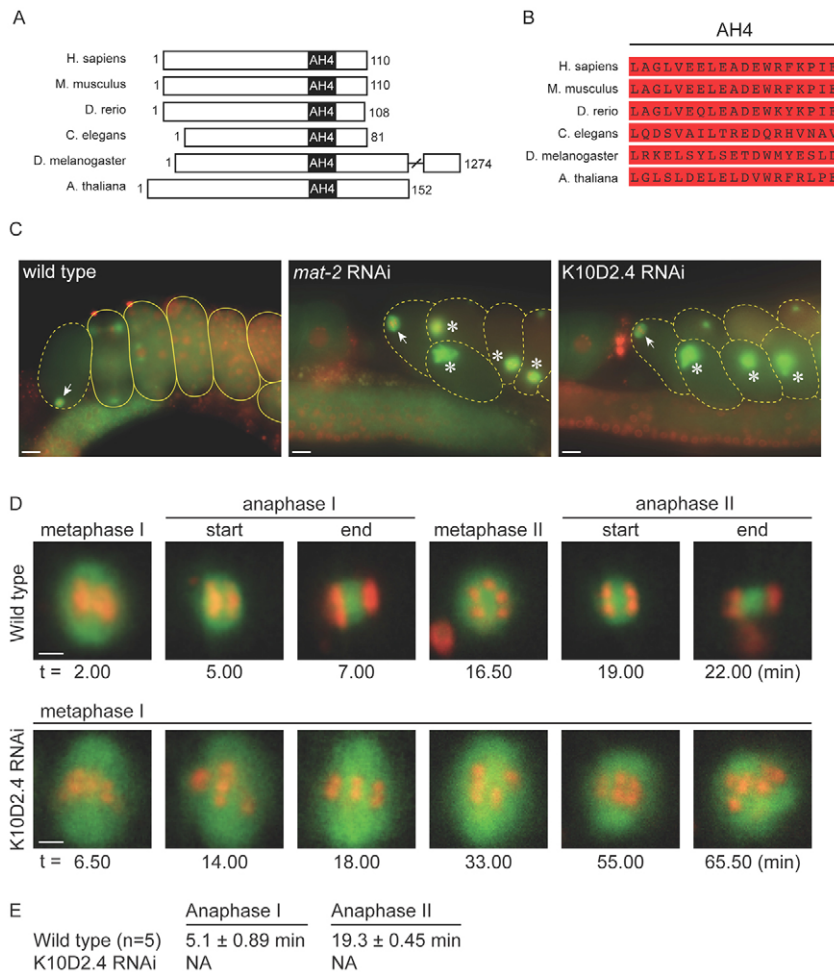 A
H. sapiens 1 AH4 110
M. musculus 1 AH4 110
D. rerio 1 AH4 108
C. elegans 1 AH4 81
D. melanogaster 1 AH4 1274
A. thaliana 1 AH4 152
B
AH4
H. sapiens LAGLVEELEADEWRFKPIE
M. musculus LAGLVEELEADEWRFKPIE
D. rerio LAGLVEQLEADEWKYKPIE
C. elegans LQDSVAILTREDQRHVNAV
D. melanogaster LRKELSYLSETDWMYESLD
A. thaliana LGLSLDELELDVWRFRLPE
C
wild type
mat-2 RNAi
K10D2.4 RNAi
* * * *
* * *
D
anaphase I anaphase II
metaphase I start end metaphase II start end
Wild type
t = 2.00 5.00 7.00 16.50 19.00 22.00 (min)
metaphase I
K10D2.4 RNAi
t = 6.50 14.00 18.00 33.00 55.00 65.50 (min)
E
Anaphase I Anaphase II
Wild type (n=5) 5.1 ± 0.89 min 19.3 ± 0.45 min
K10D2.4 RNAi NA NA